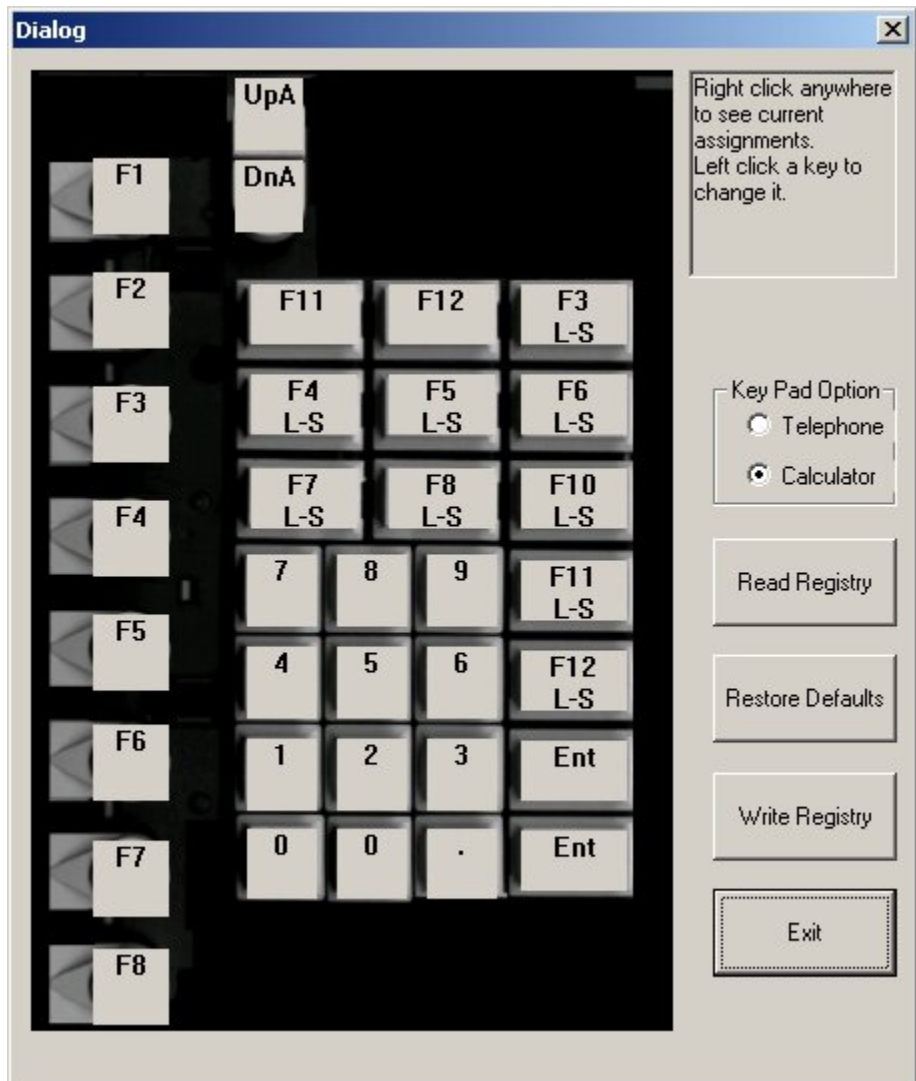 Dialog
UpA
DnA
Right click anywhere
to see current
assignments.
Left click a key to
change it.
F1
F2
F3
F4
F5
F6
F7
F8
F11 F12 F3
L-S
F4 F5 F6
L-S L-S L-S
F7 F8 F10
L-S L-S L-S
7 8 9 F11
L-S
4 5 6 F12
L-S
1 2 3 Ent
0 0 . Ent
Key Pad Option
Telephone
Calculator
Read Registry
Restore Defaults
Write Registry
Exit